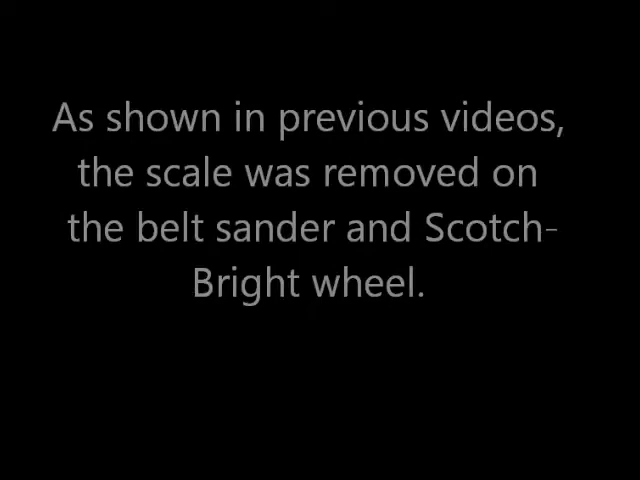 As shown in previous videos,
the scale was removed on
the belt sander and Scotch-
Bright wheel.